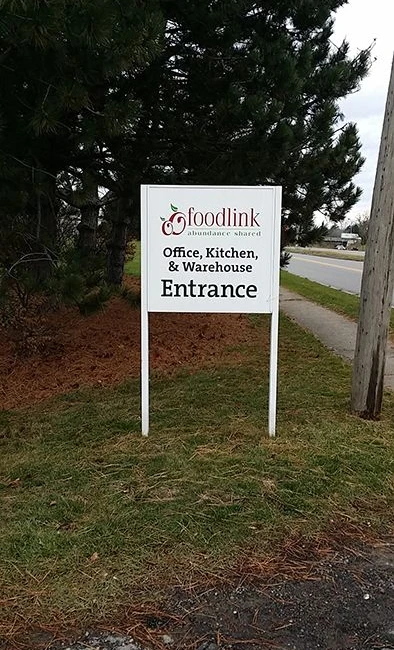 foodlink
abundance shared
Office, Kitchen,
& Warehouse
Entrance